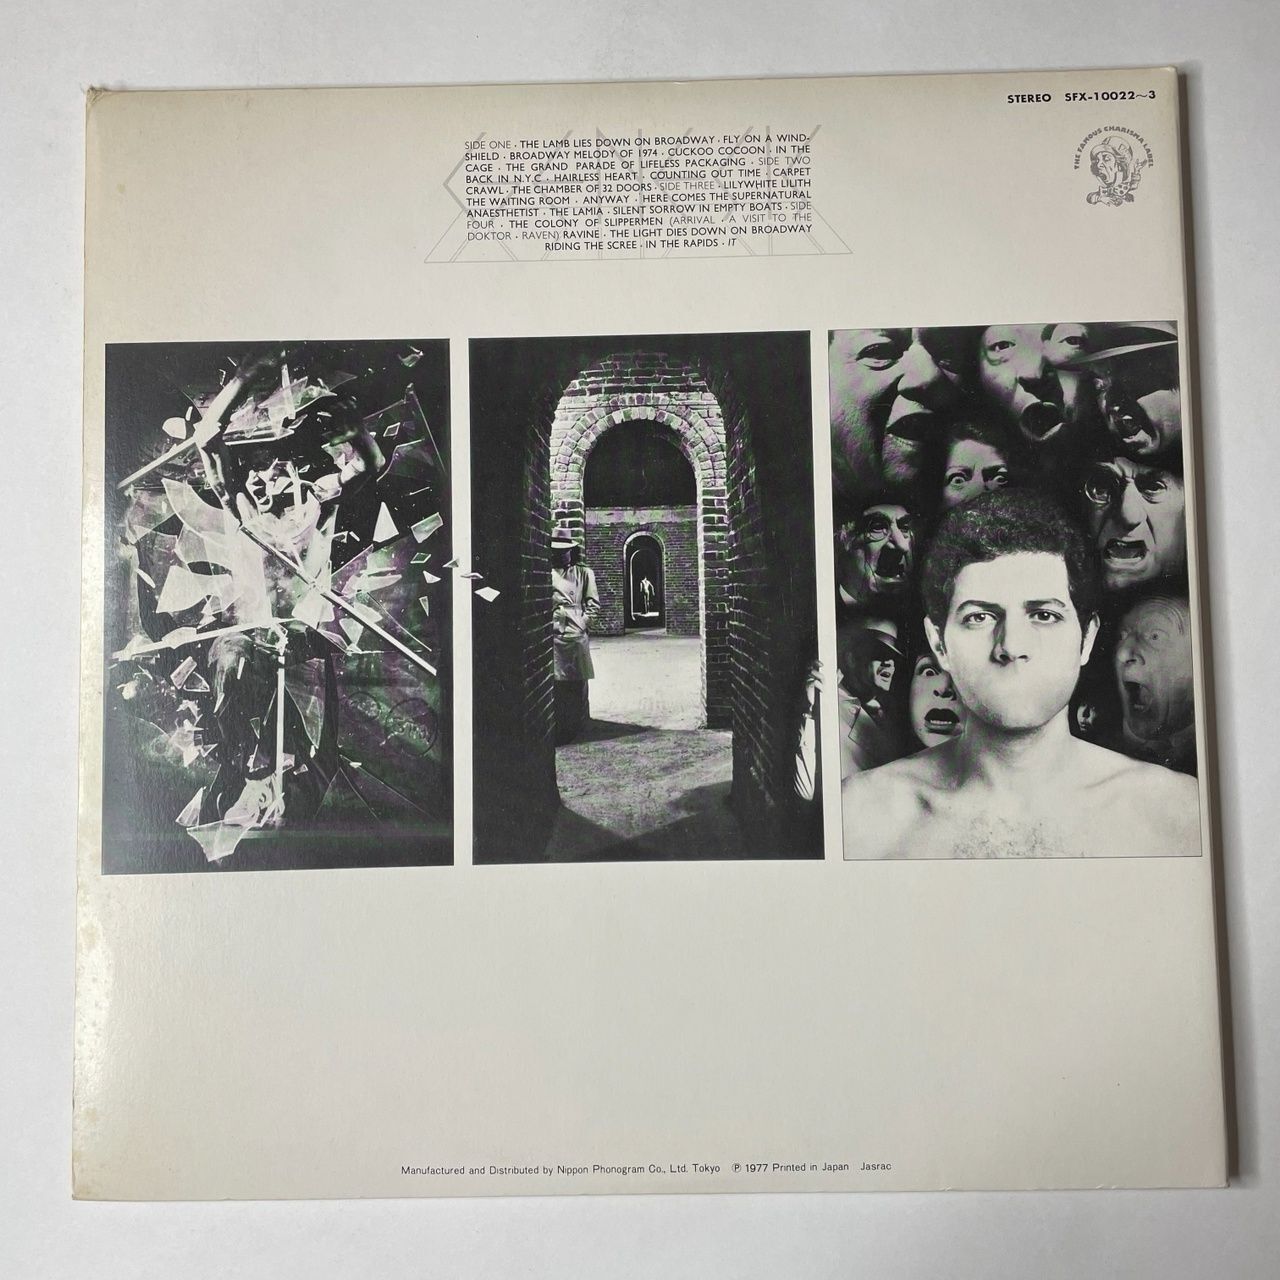 STEREO SFX-10022~3
THE FAMOUS CHARISMA LABEL
GENESIS
SIDE ONE · THE LAMB LIES DOWN ON BROADWAY · FLY ON A WIND-
SHIELD · BROADWAY MELODY OF 1974 · CUCKOO COCOON · IN THE
CAGE · THE GRAND PARADE OF LIFELESS PACKAGING · SIDE TWO
BACK IN N.Y.C · HAIRLESS HEART · COUNTING OUT TIME · CARPET
CRAWL · THE CHAMBER OF 32 DOORS · SIDE THREE · LILYWHITE LILITH
THE WAITING ROOM · ANYWAY · HERE COMES THE SUPERNATURAL
ANAESTHETIST · THE LAMIA · SILENT SORROW IN EMPTY BOATS · SIDE
FOUR · THE COLONY OF SLIPPERMEN (ARRIVAL · A VISIT TO THE
DOKTOR · RAVEN) RAVINE · THE LIGHT DIES DOWN ON BROADWAY
RIDING THE SCREE · IN THE RAPIDS · IT
Manufactured and Distributed by Nippon Phonogram Co., Ltd. Tokyo ℗ 1977 Printed in Japan Jasrac